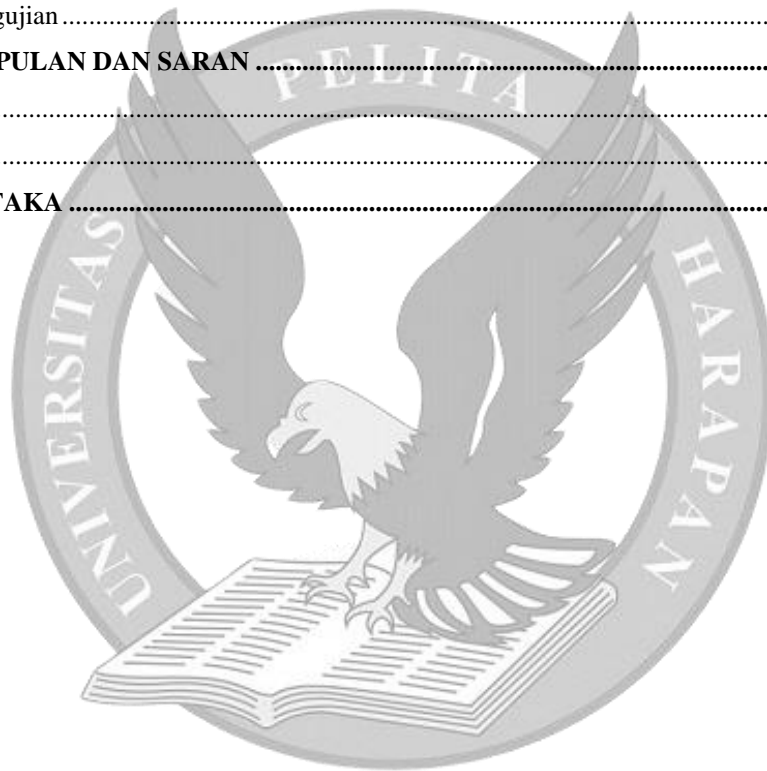 gujian ....................................................................................................
PULAN DAN SARAN ....................................................................................................
....................................................................................................
....................................................................................................
TAKA ....................................................................................................
UNIVERSITAS PELITA HARAPAN